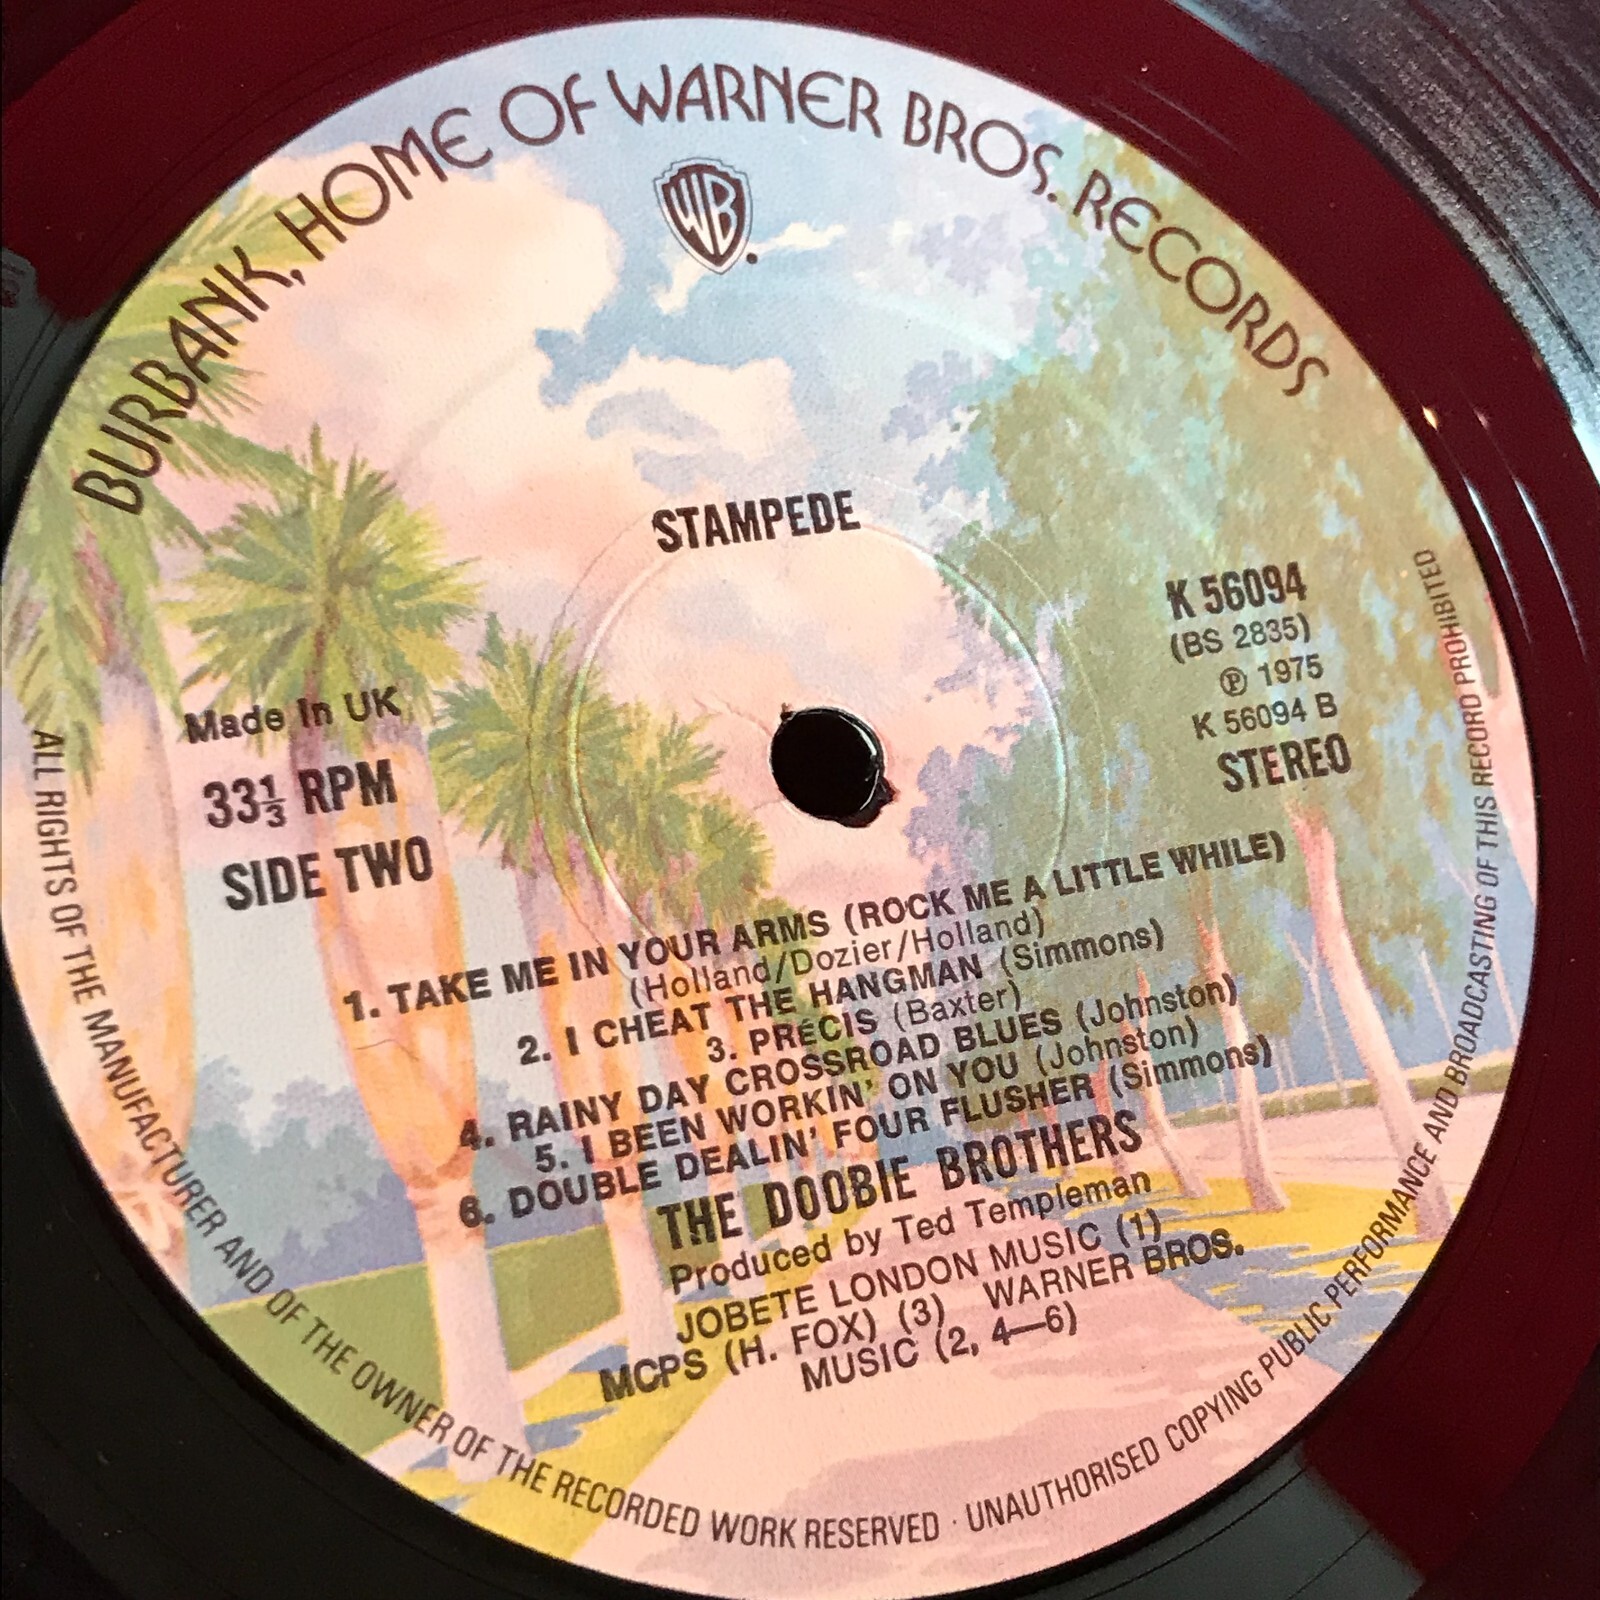 BURBANK, HOME OF WARNER BROS. RECORDS
WB
STAMPEDE
K 56094
(BS 2835)
Ⓟ 1975
K 56094 B
STEREO
Made In UK
33⅓ RPM
SIDE TWO
1. TAKE ME IN YOUR ARMS (ROCK ME A LITTLE WHILE)
(Holland/Dozier/Holland)
2. I CHEAT THE HANGMAN (Simmons)
3. PRÉCIS (Baxter)
4. RAINY DAY CROSSROAD BLUES (Johnston)
5. I BEEN WORKIN' ON YOU (Johnston)
6. DOUBLE DEALIN' FOUR FLUSHER (Simmons)
THE DOOBIE BROTHERS
Produced by Ted Templeman
JOBETE LONDON MUSIC (1)
MCPS (H. FOX) (3) WARNER BROS.
MUSIC (2, 4—6)
ALL RIGHTS OF THE MANUFACTURER AND OF THE OWNER OF THE RECORDED WORK RESERVED · UNAUTHORISED COPYING PUBLIC PERFORMANCE AND BROADCASTING OF THIS RECORD PROHIBITED